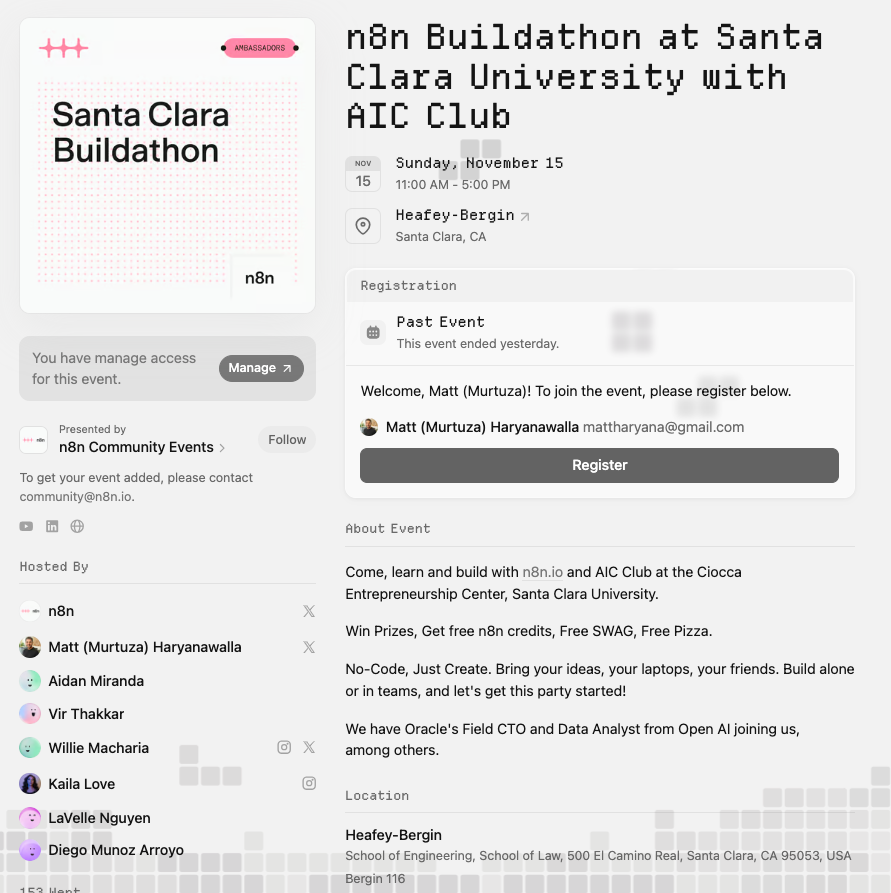 AMBASSADORS
Santa Clara
Buildathon
n8n
You have manage access
for this event.
Manage
Presented by
n8n Community Events
Follow
To get your event added, please contact
community@n8n.io.
Hosted By
n8n
Matt (Murtuza) Haryanawalla
Aidan Miranda
Vir Thakkar
Willie Macharia
Kaila Love
LaVelle Nguyen
Diego Munoz Arroyo
153 Went
n8n Buildathon at Santa
Clara University with
AIC Club
NOV
15
Sunday, November 15
11:00 AM - 5:00 PM
Heafey-Bergin
Santa Clara, CA
Registration
Past Event
This event ended yesterday.
Welcome, Matt (Murtuza)! To join the event, please register below.
Matt (Murtuza) Haryanawalla mattharyana@gmail.com
Register
About Event
Come, learn and build with n8n.io and AIC Club at the Ciocca
Entrepreneurship Center, Santa Clara University.
Win Prizes, Get free n8n credits, Free SWAG, Free Pizza.
No-Code, Just Create. Bring your ideas, your laptops, your friends. Build alone
or in teams, and let's get this party started!
We have Oracle's Field CTO and Data Analyst from Open AI joining us,
among others.
Location
Heafey-Bergin
School of Engineering, School of Law, 500 El Camino Real, Santa Clara, CA 95053, USA
Bergin 116